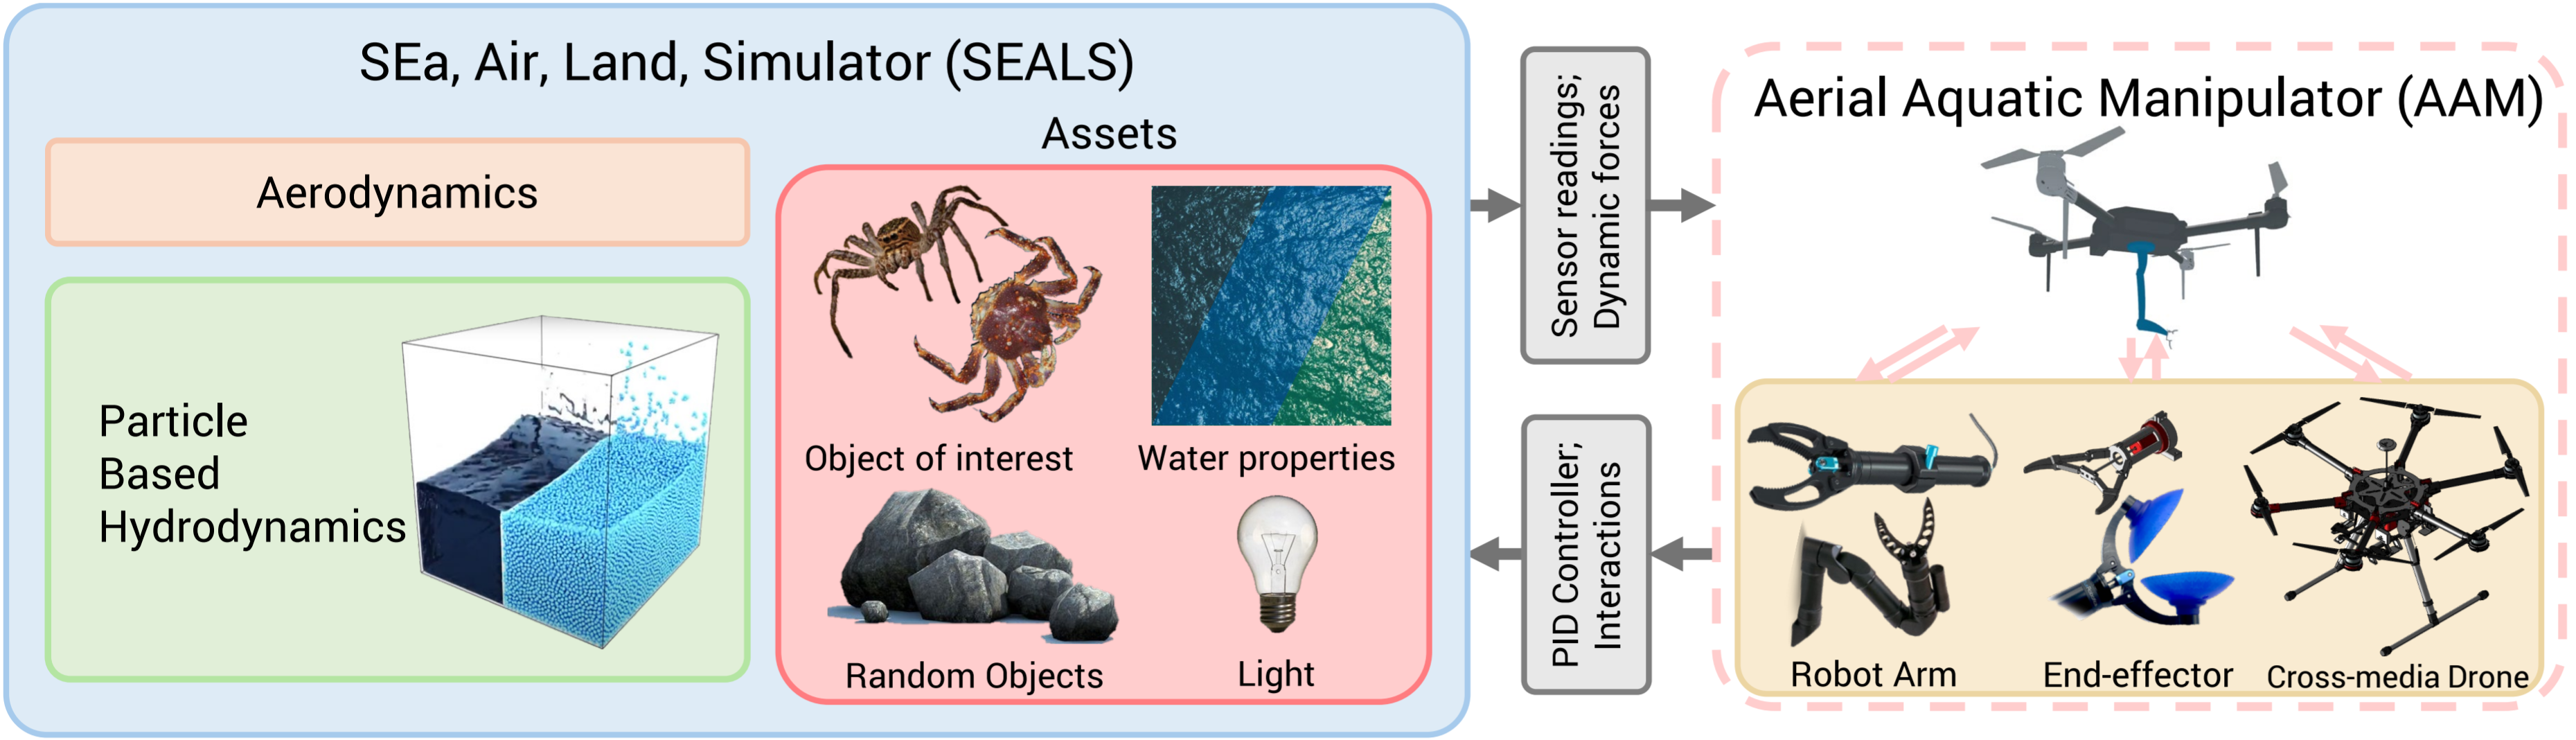 SEa, Air, Land, Simulator (SEALS)
Aerodynamics
Particle
Based
Hydrodynamics
Assets
Object of interest
Water properties
Random Objects
Light
Sensor readings;
Dynamic forces
PID Controller;
Interactions
Aerial Aquatic Manipulator (AAM)
Robot Arm
End-effector
Cross-media Drone